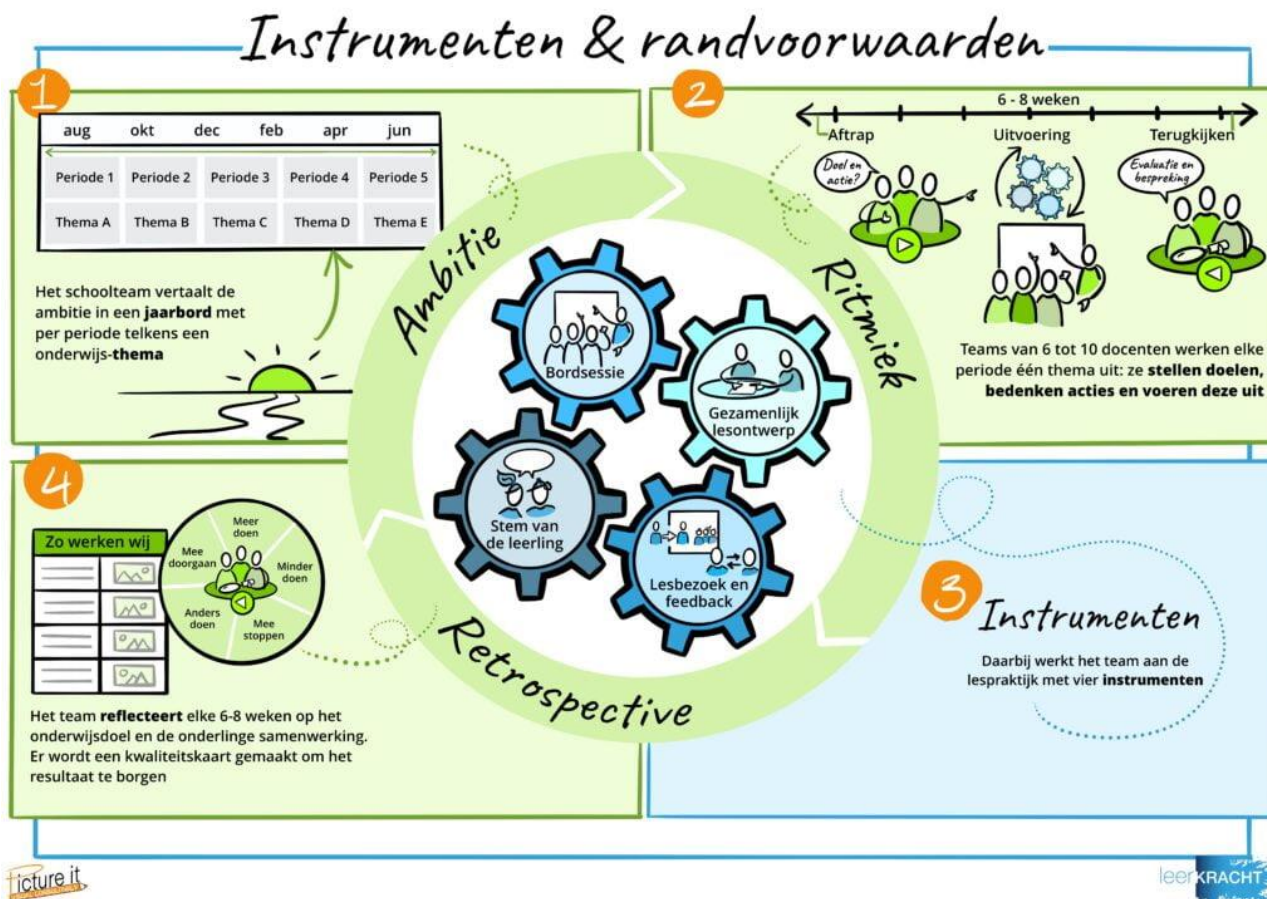 Instrumenten & randvoorwaarden
1
aug okt dec feb apr jun
Periode 1 Periode 2 Periode 3 Periode 4 Periode 5
Thema A Thema B Thema C Thema D Thema E
Het schoolteam vertaalt de
ambitie in een jaarbord met
per periode telkens een
onderwijs-thema
2
6 - 8 weken
Aftrap Uitvoering Terugkijken
Doel en
actie?
Evaluatie en
bespreking
Teams van 6 tot 10 docenten werken elke
periode één thema uit: ze stellen doelen,
bedenken acties en voeren deze uit
Ambitie
Ritmiek
Retrospective
Bordsessie
Gezamenlijk
lesontwerp
Stem van
de leerling
Lesbezoek en
feedback
3
Instrumenten
Daarbij werkt het team aan de
lespraktijk met vier instrumenten
4
Zo werken wij
Meer
doen
Minder
doen
Mee
stoppen
Anders
doen
Mee
doorgaan
Het team reflecteert elke 6-8 weken op het
onderwijsdoel en de onderlinge samenwerking.
Er wordt een kwaliteitskaart gemaakt om het
resultaat te borgen
Picture it
leerKRACHT